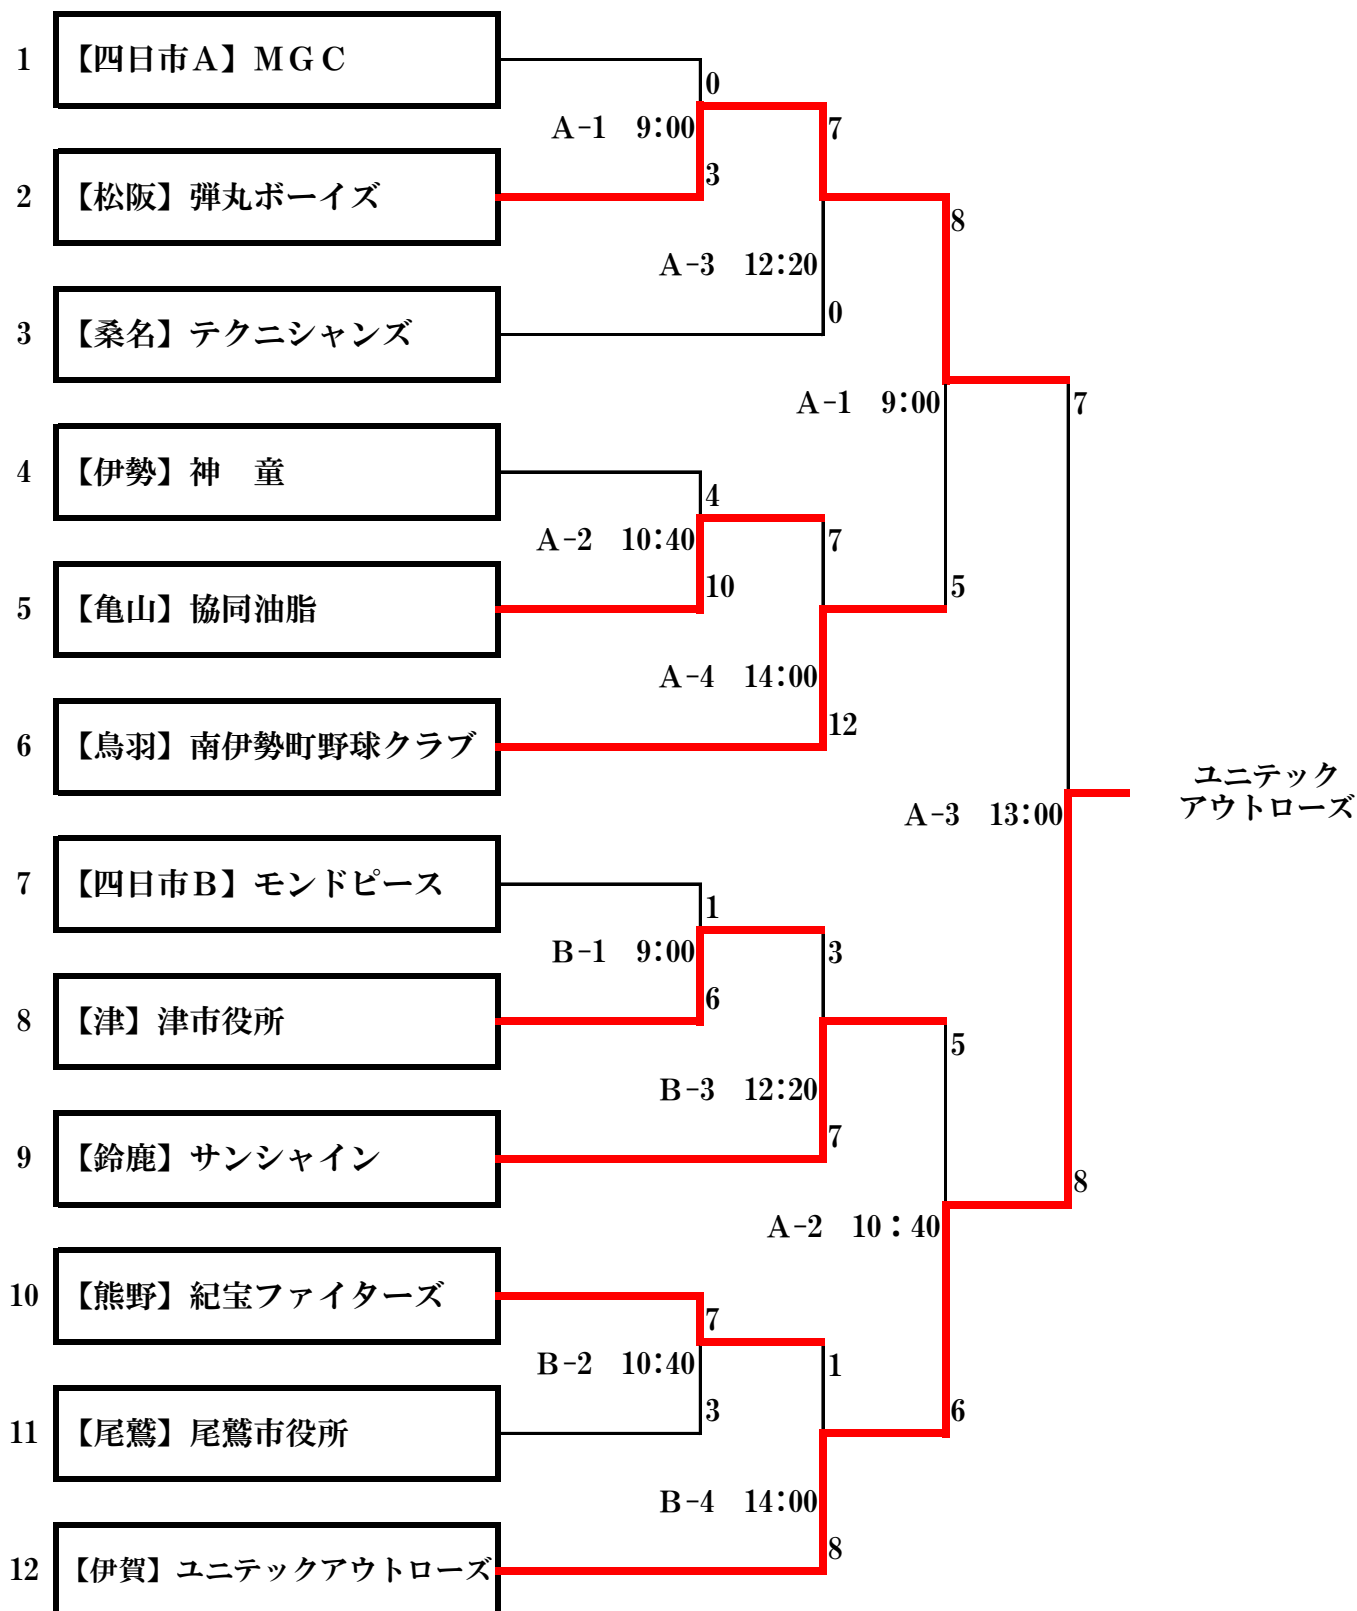 1 【四日市Ａ】ＭＧＣ
0
A-1 9:00
7
3
2 【松阪】弾丸ボーイズ
8
A-3 12:20
0
3 【桑名】テクニシャンズ
A-1 9:00
7
4 【伊勢】神　童
4
A-2 10:40
7
10
5
5 【亀山】協同油脂
A-4 14:00
12
6 【鳥羽】南伊勢町野球クラブ
ユニテック
アウトローズ
A-3 13:00
7 【四日市Ｂ】モンドピース
1
B-1 9:00
3
6
8 【津】津市役所
5
B-3 12:20
7
9 【鈴鹿】サンシャイン
8
A-2 10：40
10 【熊野】紀宝ファイターズ
7
B-2 10:40
1
3
6
11 【尾鷲】尾鷲市役所
B-4 14:00
8
12 【伊賀】ユニテックアウトローズ